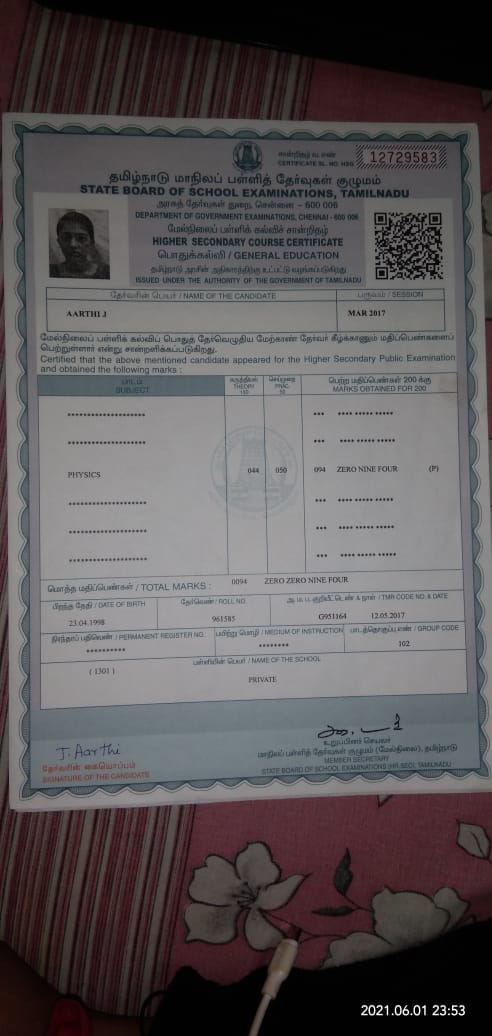 சான்றிதழ் வ. எண்
CERTIFICATE SL. NO. HSG 12729583
தமிழ்நாடு மாநிலப் பள்ளித் தேர்வுகள் குழுமம்
STATE BOARD OF SCHOOL EXAMINATIONS, TAMILNADU
அரசுத் தேர்வுகள் துறை, சென்னை – 600 006
DEPARTMENT OF GOVERNMENT EXAMINATIONS, CHENNAI - 600 006
மேல்நிலைப் பள்ளிக் கல்விச் சான்றிதழ்
HIGHER SECONDARY COURSE CERTIFICATE
பொதுக்கல்வி / GENERAL EDUCATION
தமிழ்நாடு அரசின் அதிகாரத்திற்கு உட்பட்டு வழங்கப்படுகிறது
ISSUED UNDER THE AUTHORITY OF THE GOVERNMENT OF TAMILNADU
தேர்வரின் பெயர் / NAME OF THE CANDIDATE பருவம் / SESSION
AARTHI J MAR 2017
மேல்நிலைப் பள்ளிக் கல்விப் பொதுத் தேர்வெழுதிய மேற்காண் தேர்வர் கீழ்க்காணும் மதிப்பெண்களைப்
பெற்றுள்ளார் என்று சான்றளிக்கப்படுகிறது.
Certified that the above mentioned candidate appeared for the Higher Secondary Public Examination
and obtained the following marks :
பாடம் கருத்தியல் செய்முறை பெற்ற மதிப்பெண்கள் 200 க்கு
SUBJECT THEORY 150 PRAC. 50 MARKS OBTAINED FOR 200
******************** *** **** ***** *****
******************** *** **** ***** *****
PHYSICS 044 050 094 ZERO NINE FOUR (P)
******************** *** **** ***** *****
******************** *** **** ***** *****
******************** *** **** ***** *****
மொத்த மதிப்பெண்கள் / TOTAL MARKS : 0094 ZERO ZERO NINE FOUR
பிறந்த தேதி / DATE OF BIRTH தேர்வெண் / ROLL NO. அ.ம.ப. குறியீட்டெண் & நாள் / TMR CODE NO. & DATE
23.04.1998 961585 G951164 12.05.2017
நிரந்தரப் பதிவெண் / PERMANENT REGISTER NO. பயிற்று மொழி / MEDIUM OF INSTRUCTION பாடத்தொகுப்பு எண் / GROUP CODE
********** ******** 102
பள்ளியின் பெயர் / NAME OF THE SCHOOL
( 1301 )
PRIVATE
J. Aarthi
தேர்வரின் கையொப்பம்
SIGNATURE OF THE CANDIDATE
உறுப்பினர் செயலர்
மாநிலப் பள்ளித் தேர்வுகள் குழுமம் (மேல்நிலை), தமிழ்நாடு
MEMBER SECRETARY
STATE BOARD OF SCHOOL EXAMINATIONS (HR.SEC), TAMILNADU
2021.06.01 23:53